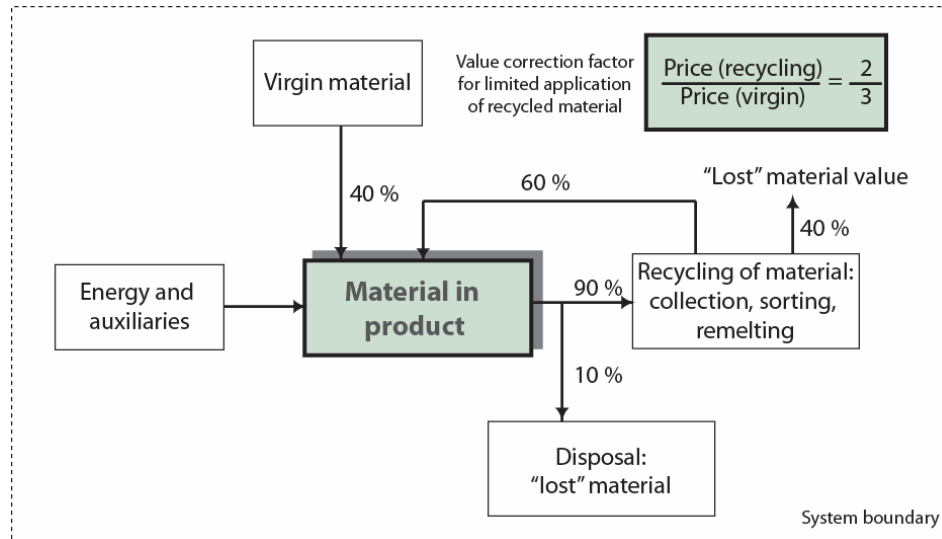 Virgin material
Value correction factor
for limited application
of recycled material
Price (recycling)
Price (virgin)
= 2
3
40 %
60 %
“Lost” material value
40 %
Energy and
auxiliaries
Material in
product
90 %
Recycling of material:
collection, sorting,
remelting
10 %
Disposal:
“lost” material
System boundary